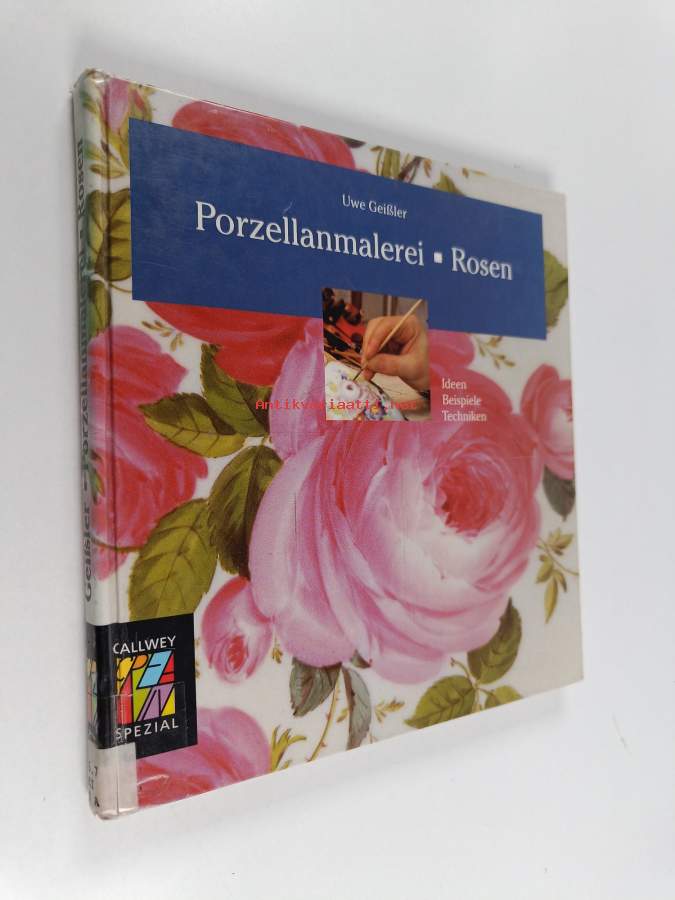 Uwe Geißler
Porzellanmalerei ▪ Rosen
Antikvariaatti.net
Ideen
Beispiele
Techniken
CALLWEY
SPEZIAL
Geißler ▪ Porzellanmalerei ▪ Rosen